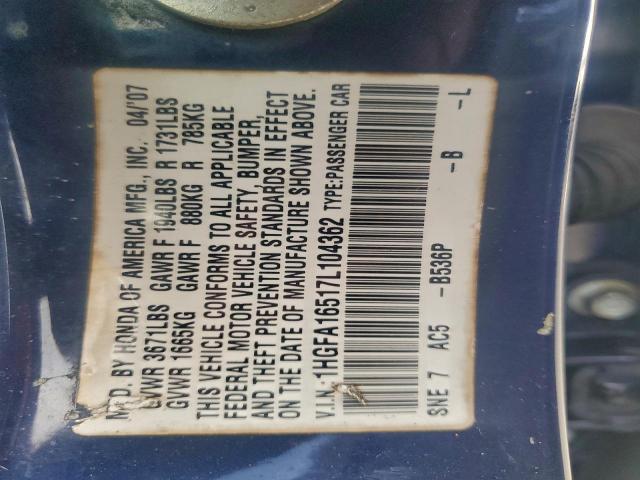 MFD. BY HONDA OF AMERICA MFG., INC. 04/'07
GVWR 3671LBS GAWR F 1940LBS R 1731LBS
GVWR 1665KG GAWR F 880KG R 785KG
THIS VEHICLE CONFORMS TO ALL APPLICABLE
FEDERAL MOTOR VEHICLE SAFETY, BUMPER,
AND THEFT PREVENTION STANDARDS IN EFFECT
ON THE DATE OF MANUFACTURE SHOWN ABOVE.
V.I.N.:1HGFA16517L104362 TYPE:PASSENGER CAR
SNE 7 AC5 -B536P -B -L